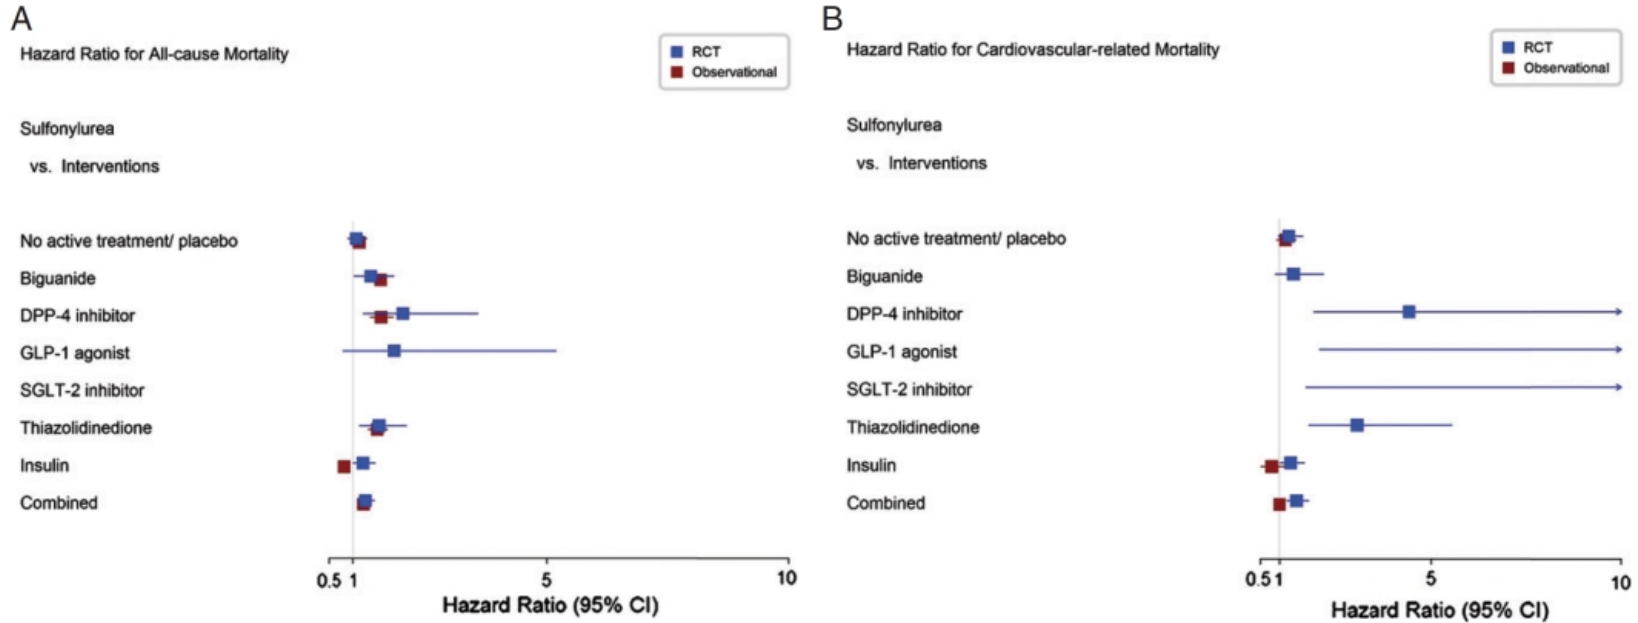 A
Hazard Ratio for All-cause Mortality
RCT
Observational
Sulfonylurea
vs. Interventions
No active treatment/ placebo
Biguanide
DPP-4 inhibitor
GLP-1 agonist
SGLT-2 inhibitor
Thiazolidinedione
Insulin
Combined
0.5 1 5 10
Hazard Ratio (95% CI)
B
Hazard Ratio for Cardiovascular-related Mortality
RCT
Observational
Sulfonylurea
vs. Interventions
No active treatment/ placebo
Biguanide
DPP-4 inhibitor
GLP-1 agonist
SGLT-2 inhibitor
Thiazolidinedione
Insulin
Combined
0.5 1 5 10
Hazard Ratio (95% CI)